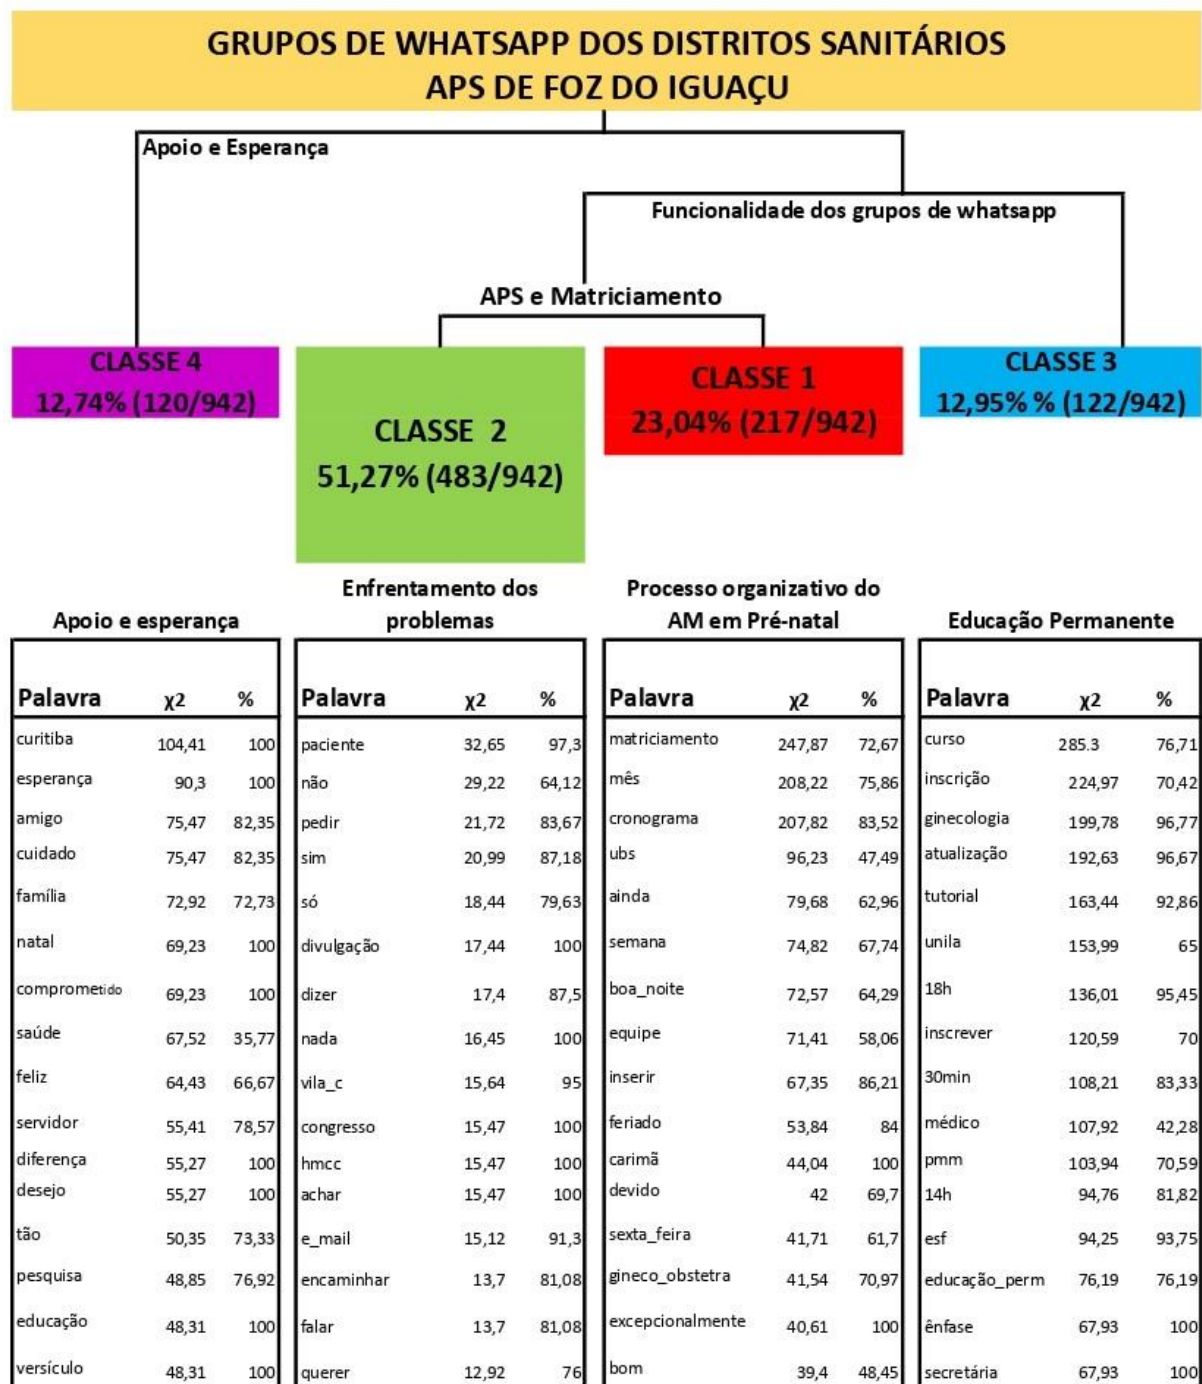 GRUPOS DE WHATSAPP DOS DISTRITOS SANITÁRIOS
APS DE FOZ DO IGUAÇU
Apoio e Esperança
Funcionalidade dos grupos de whatsapp
APS e Matriciamento
CLASSE 4
12,74% (120/942)
CLASSE 2
51,27% (483/942)
CLASSE 1
23,04% (217/942)
CLASSE 3
12,95% % (122/942)
Apoio e esperança
Palavra χ2 %
curitiba 104,41 100
esperança 90,3 100
amigo 75,47 82,35
cuidado 75,47 82,35
família 72,92 72,73
natal 69,23 100
comprometido 69,23 100
saúde 67,52 35,77
feliz 64,43 66,67
servidor 55,41 78,57
diferença 55,27 100
desejo 55,27 100
tão 50,35 73,33
pesquisa 48,85 76,92
educação 48,31 100
versículo 48,31 100
Enfrentamento dos
problemas
Palavra χ2 %
paciente 32,65 97,3
não 29,22 64,12
pedir 21,72 83,67
sim 20,99 87,18
só 18,44 79,63
divulgação 17,44 100
dizer 17,4 87,5
nada 16,45 100
vila_c 15,64 95
congresso 15,47 100
hmcc 15,47 100
achar 15,47 100
e_mail 15,12 91,3
encaminhar 13,7 81,08
falar 13,7 81,08
querer 12,92 76
Processo organizativo do
AM em Pré-natal
Palavra χ2 %
matriciamento 247,87 72,67
mês 208,22 75,86
cronograma 207,82 83,52
ubs 96,23 47,49
ainda 79,68 62,96
semana 74,82 67,74
boa_noite 72,57 64,29
equipe 71,41 58,06
inserir 67,35 86,21
feriado 53,84 84
carimã 44,04 100
devido 42 69,7
sexta_feira 41,71 61,7
gineco_obstetra 41,54 70,97
excepcionalmente 40,61 100
bom 39,4 48,45
Educação Permanente
Palavra χ2 %
curso 285.3 76,71
inscrição 224,97 70,42
ginecologia 199,78 96,77
atualização 192,63 96,67
tutorial 163,44 92,86
unila 153,99 65
18h 136,01 95,45
inscrever 120,59 70
30min 108,21 83,33
médico 107,92 42,28
pmm 103,94 70,59
14h 94,76 81,82
esf 94,25 93,75
educação_perm 76,19 76,19
ênfase 67,93 100
secretária 67,93 100